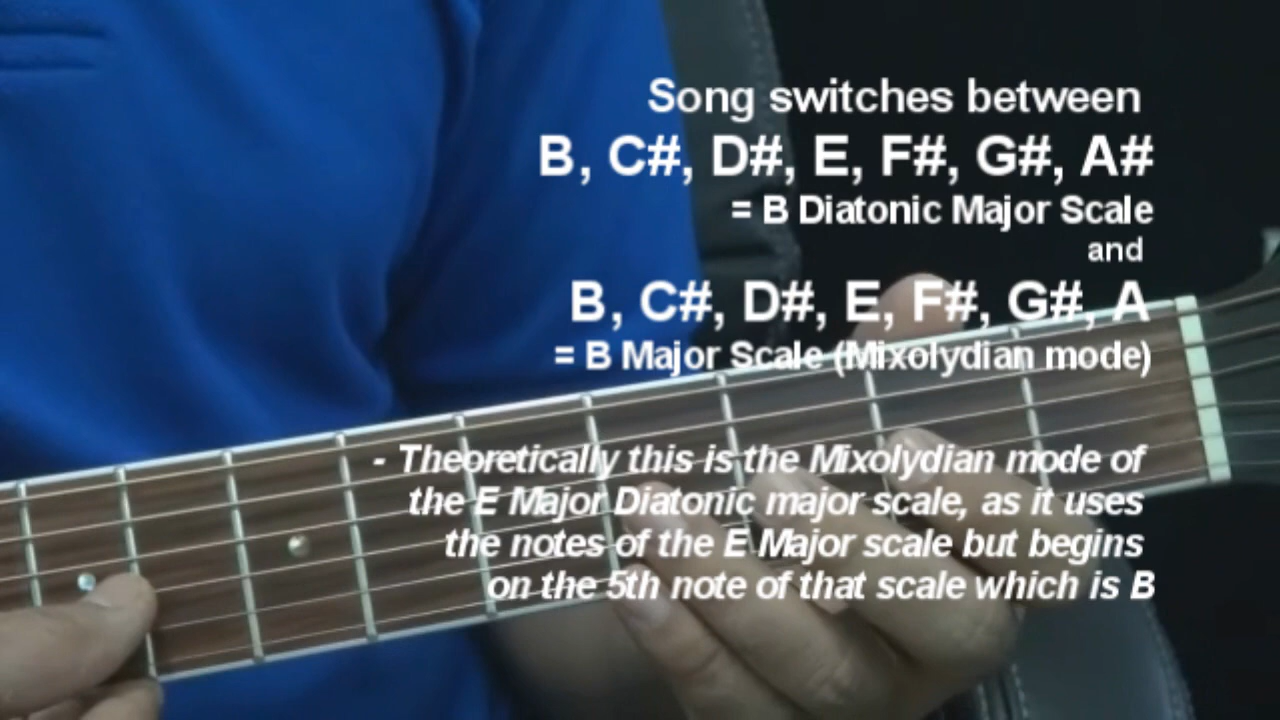 Song switches between
B, C#, D#, E, F#, G#, A#
= B Diatonic Major Scale
and
B, C#, D#, E, F#, G#, A
= B Major Scale (Mixolydian mode)
- Theoretically this is the Mixolydian mode of
the E Major Diatonic major scale, as it uses
the notes of the E Major scale but begins
on the 5th note of that scale which is B